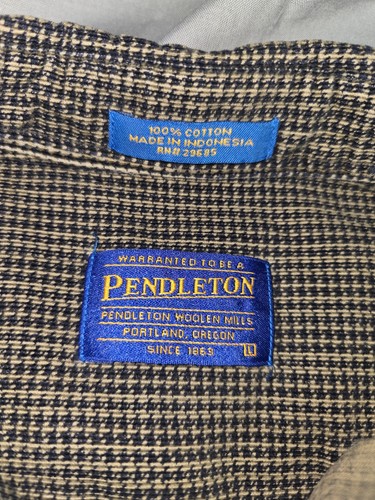 100% COTTON
MADE IN INDONESIA
RN# 29685
WARRANTED TO BE A
PENDLETON
PENDLETON WOOLEN MILLS
PORTLAND, OREGON
SINCE 1863